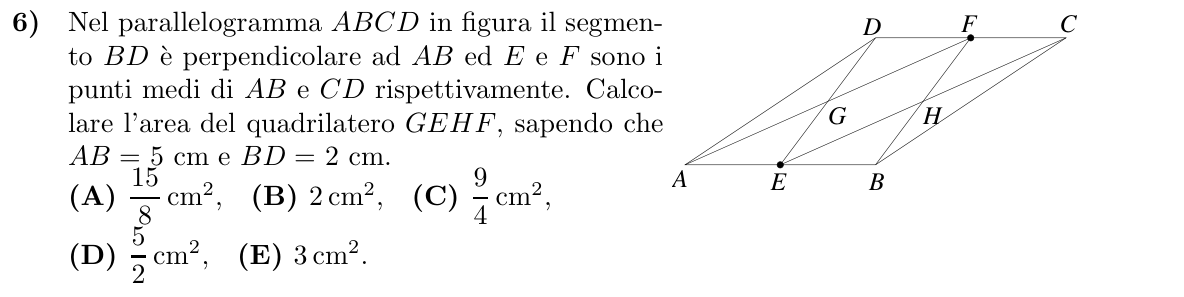 6) Nel parallelogramma ABCD in figura il segmen-
to BD è perpendicolare ad AB ed E e F sono i
punti medi di AB e CD rispettivamente. Calco-
lare l'area del quadrilatero GEHF, sapendo che
AB = 5 cm e BD = 2 cm.
(A) 15/8 cm², (B) 2 cm², (C) 9/4 cm²,
(D) 5/2 cm², (E) 3 cm².
D F C
G H
A E B